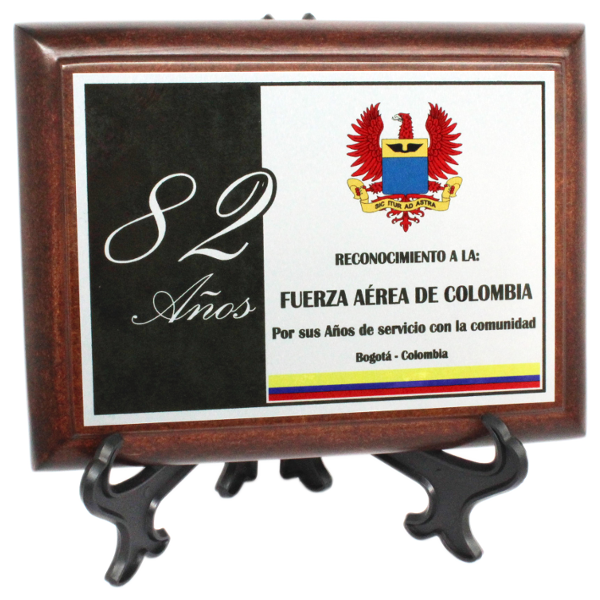 82
Años
SIC ITUR AD ASTRA
RECONOCIMIENTO A LA:
FUERZA AÉREA DE COLOMBIA
Por sus Años de servicio con la comunidad
Bogotá - Colombia